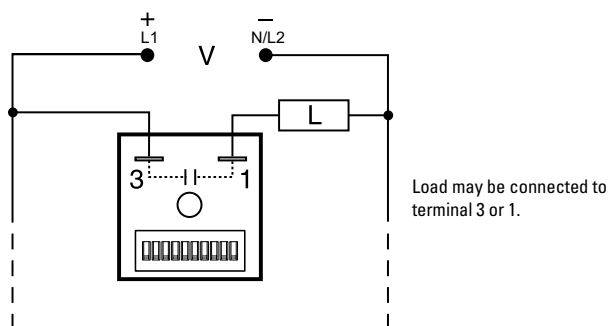 + –
L1 V N/L2
L
3 1
Load may be connected to
terminal 3 or 1.